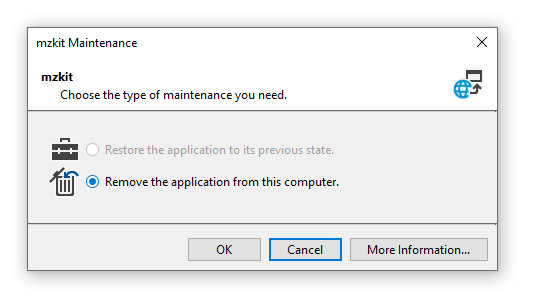 mzkit Maintenance
mzkit
Choose the type of maintenance you need.
Restore the application to its previous state.
Remove the application from this computer.
OK
Cancel
More Information...